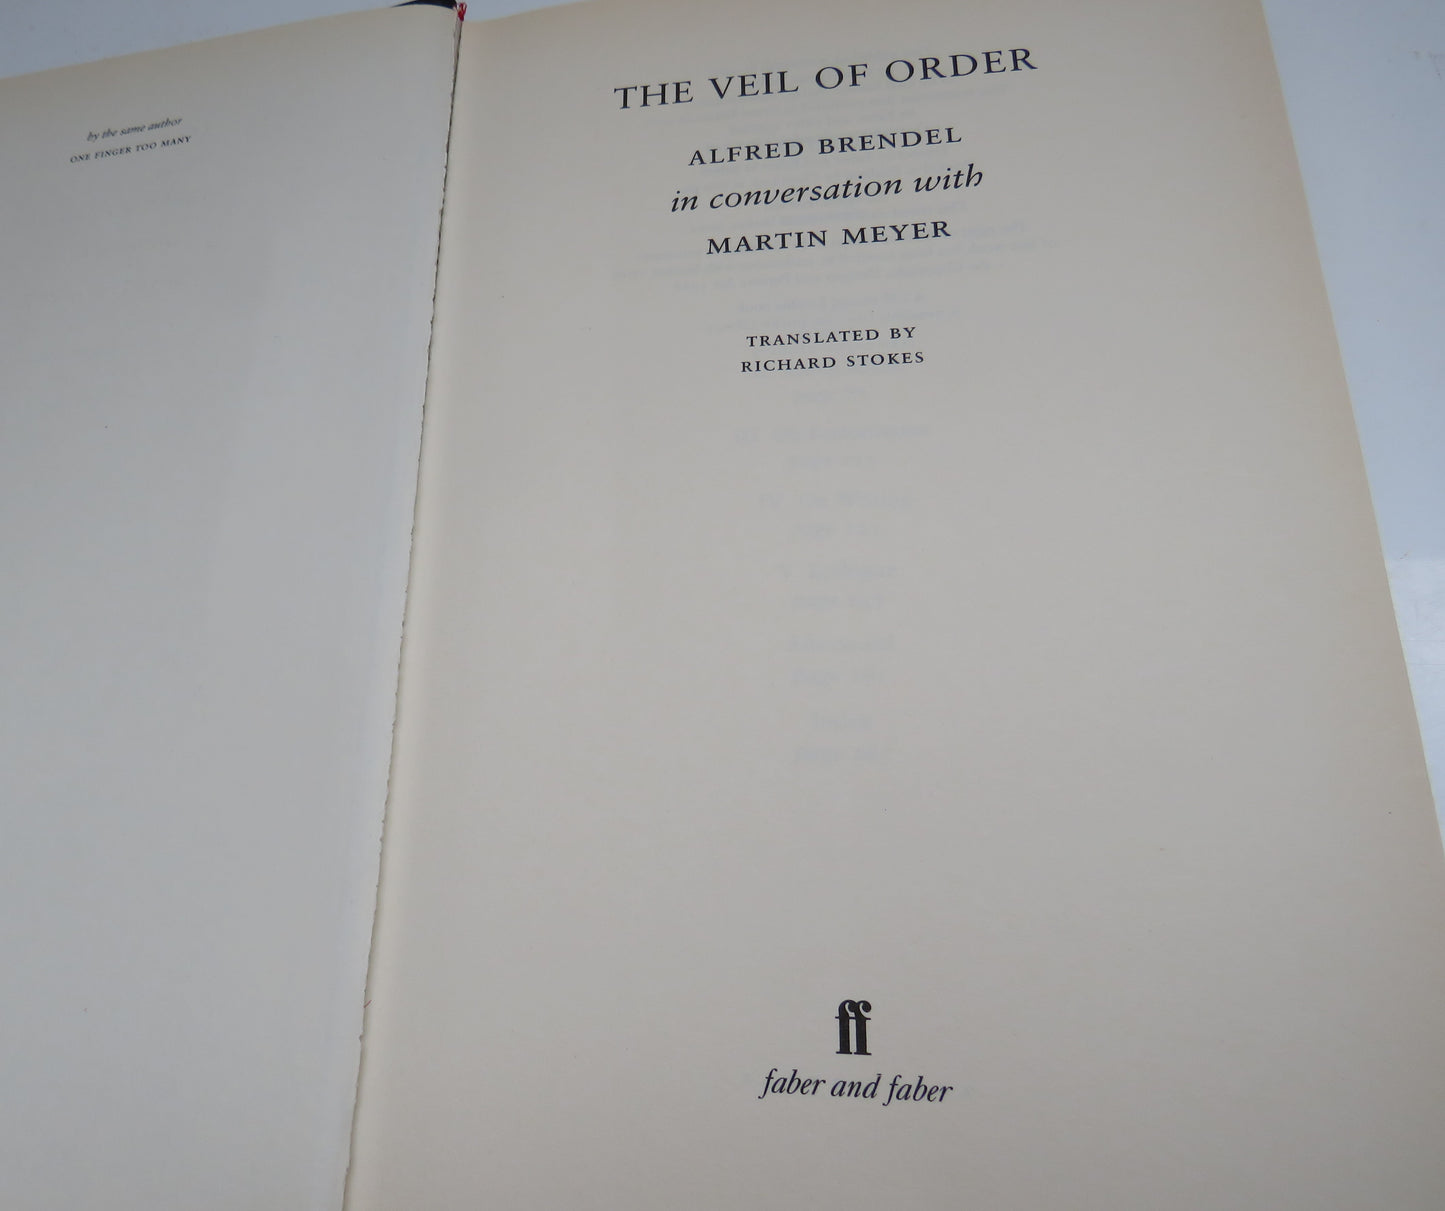 by the same author
ONE FINGER TOO MANY
THE VEIL OF ORDER
ALFRED BRENDEL
in conversation with
MARTIN MEYER
TRANSLATED BY
RICHARD STOKES
ff
faber and faber